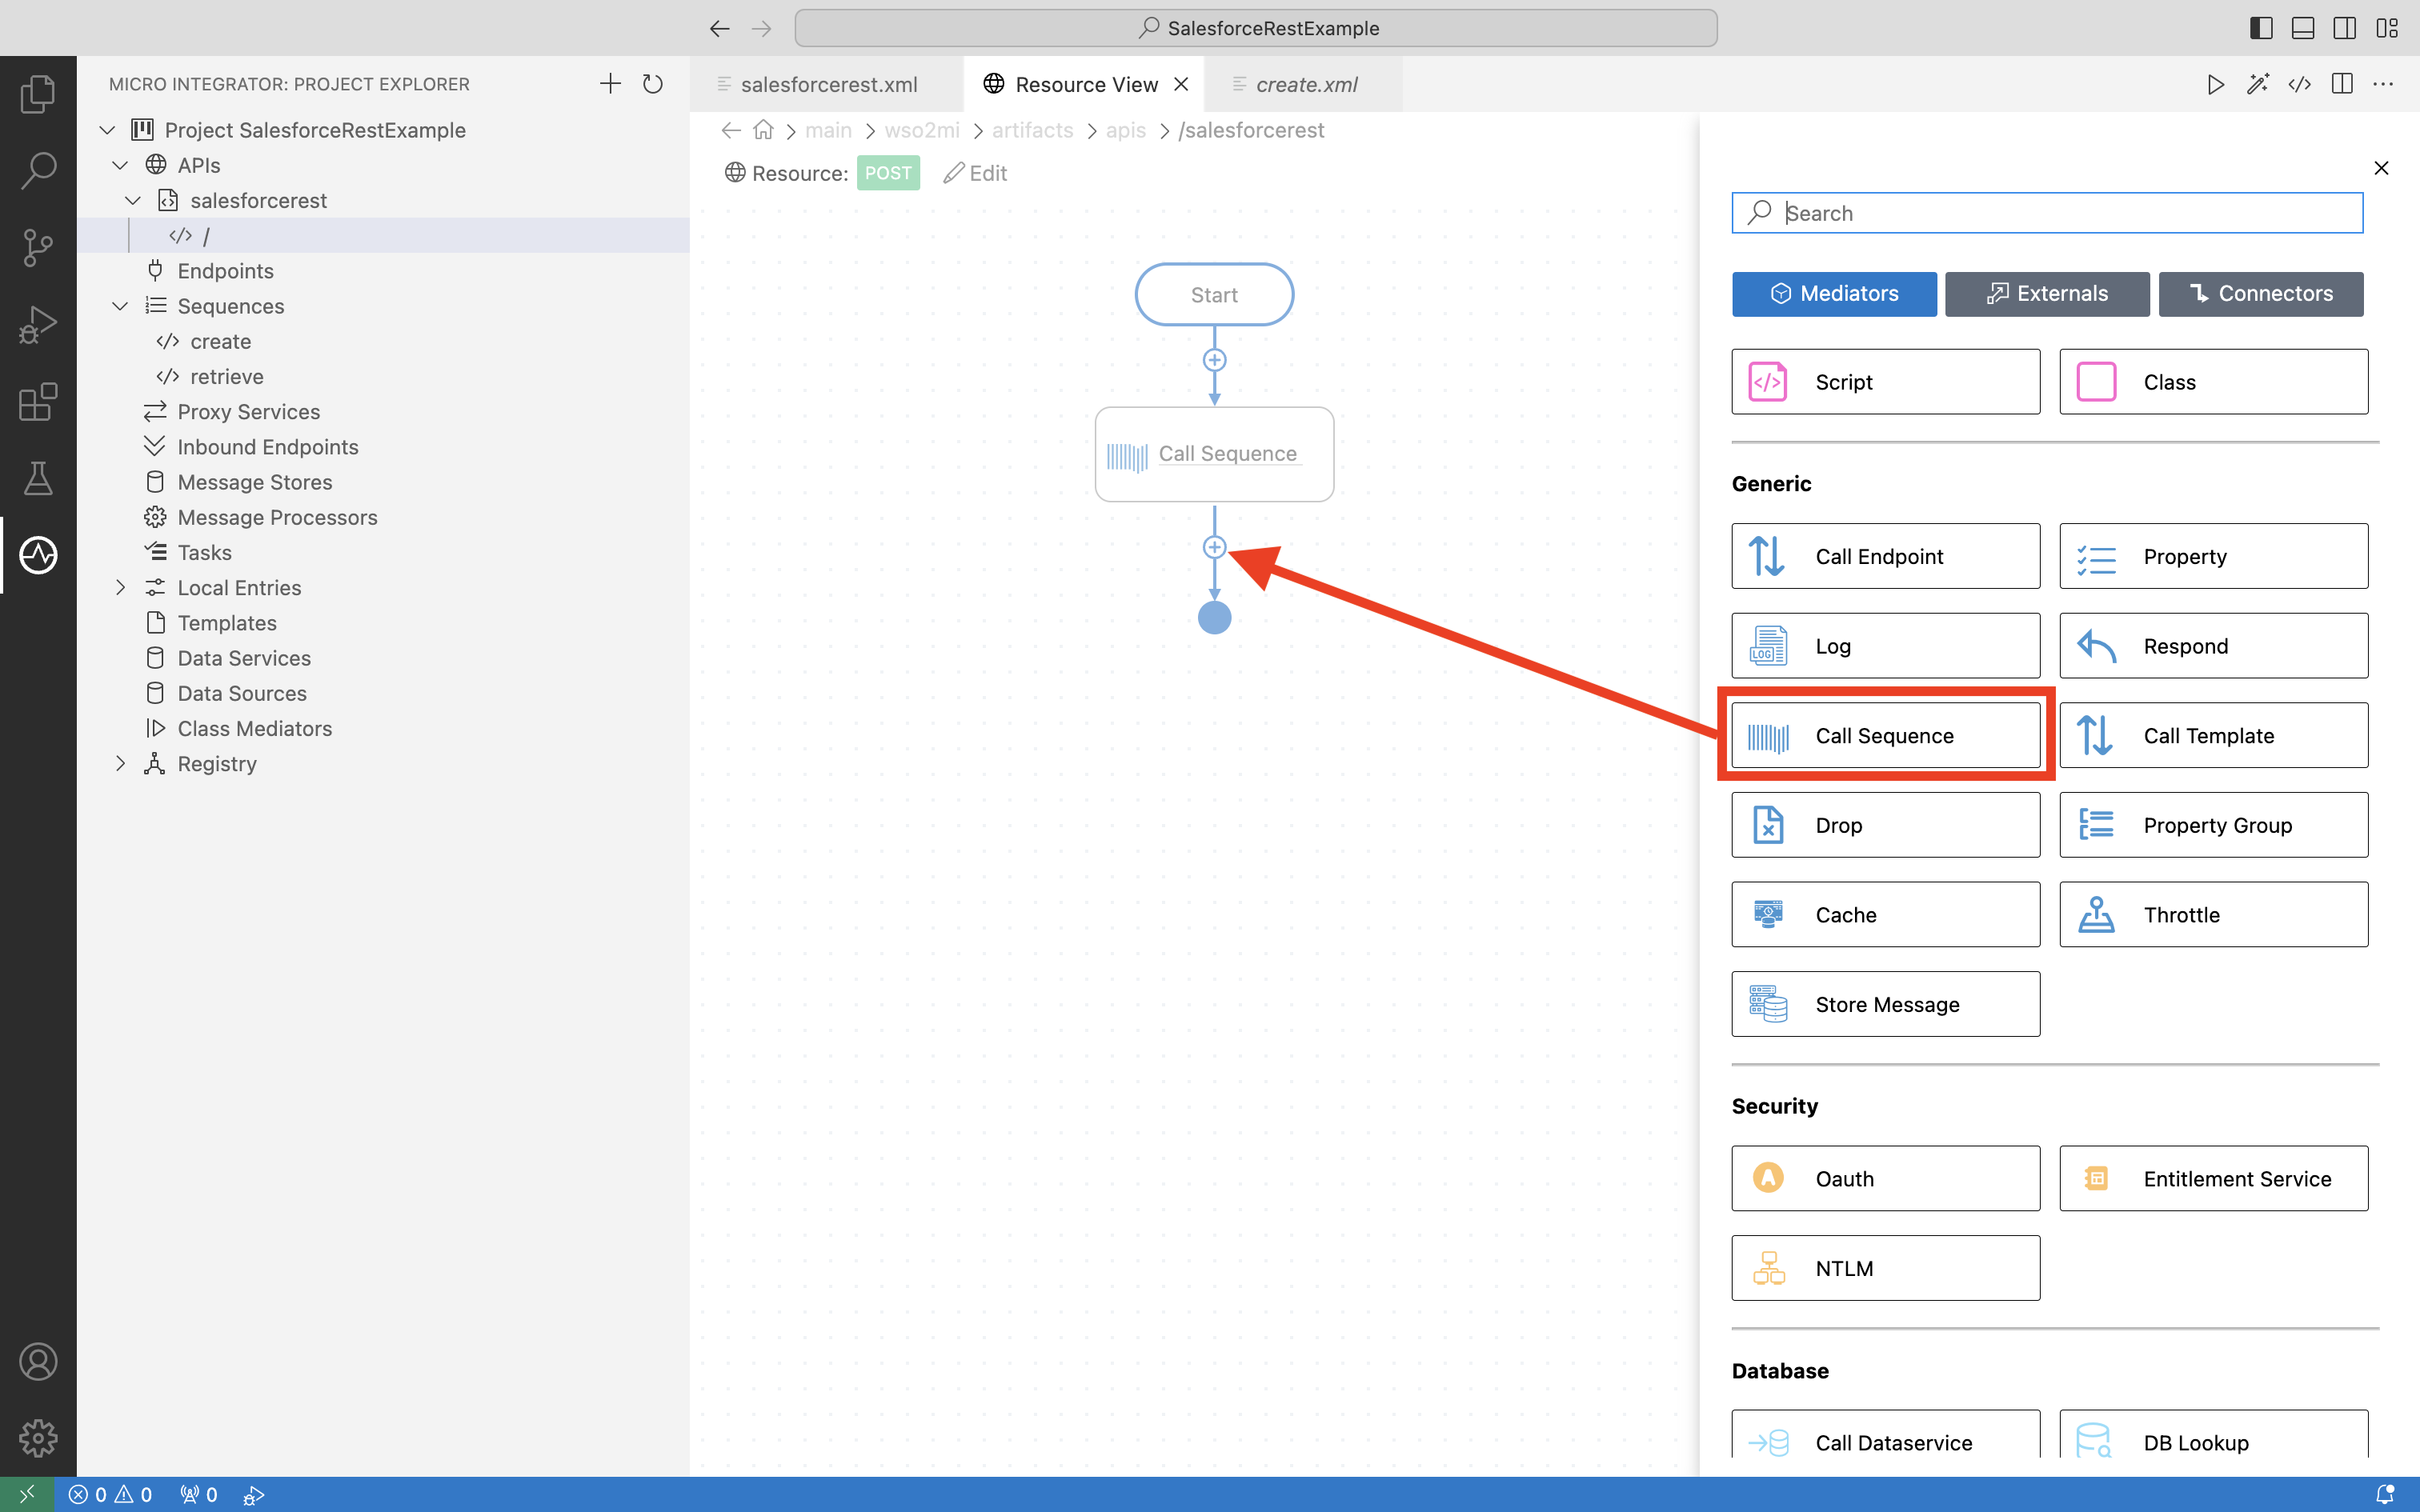 SalesforceRestExample
MICRO INTEGRATOR: PROJECT EXPLORER
salesforcerest.xml
Resource View
create.xml
Project SalesforceRestExample
APIs
salesforcerest
/
Endpoints
Sequences
create
retrieve
Proxy Services
Inbound Endpoints
Message Stores
Message Processors
Tasks
Local Entries
Templates
Data Services
Data Sources
Class Mediators
Registry
main > wso2mi > artifacts > apis > /salesforcerest
Resource: POST Edit
Start
Call Sequence
Search
Mediators Externals Connectors
Script Class
Generic
Call Endpoint Property
Log Respond
Call Sequence Call Template
Drop Property Group
Cache Throttle
Store Message
Security
Oauth Entitlement Service
NTLM
Database
Call Dataservice DB Lookup
0 0 0